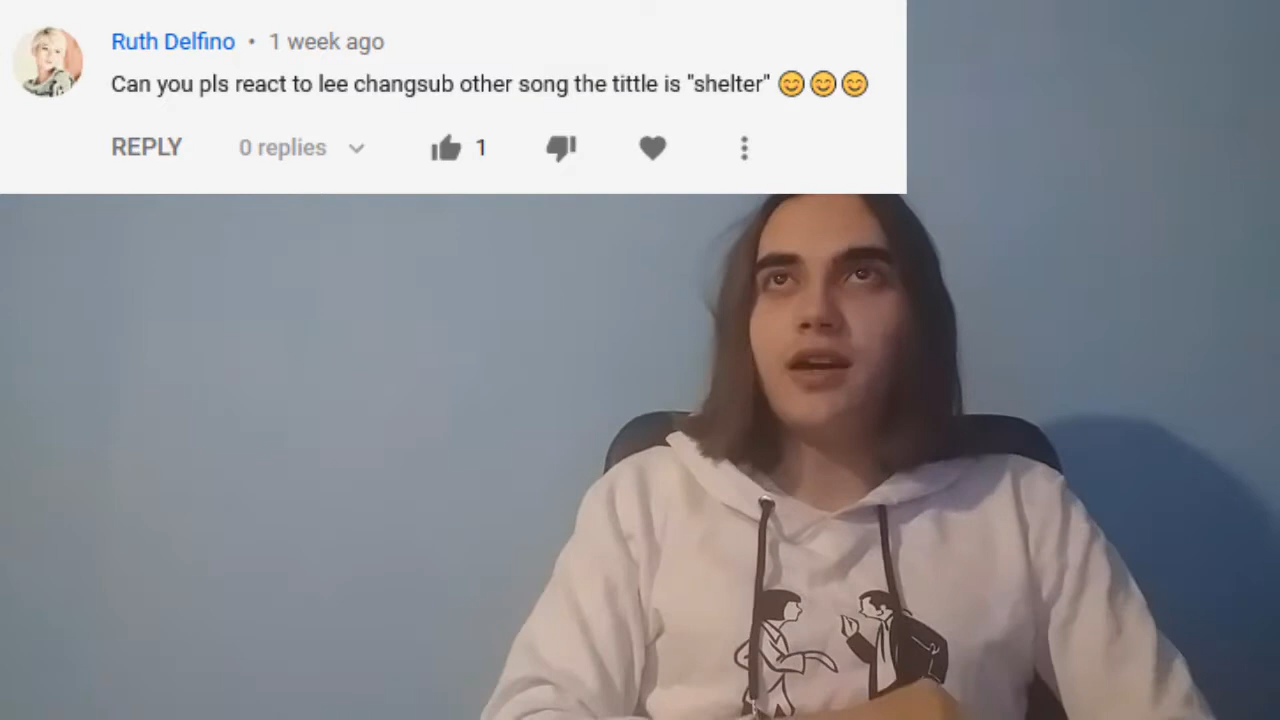 Ruth Delfino • 1 week ago
Can you pls react to lee changsub other song the tittle is "shelter" 😊😊😊
REPLY 0 replies 1